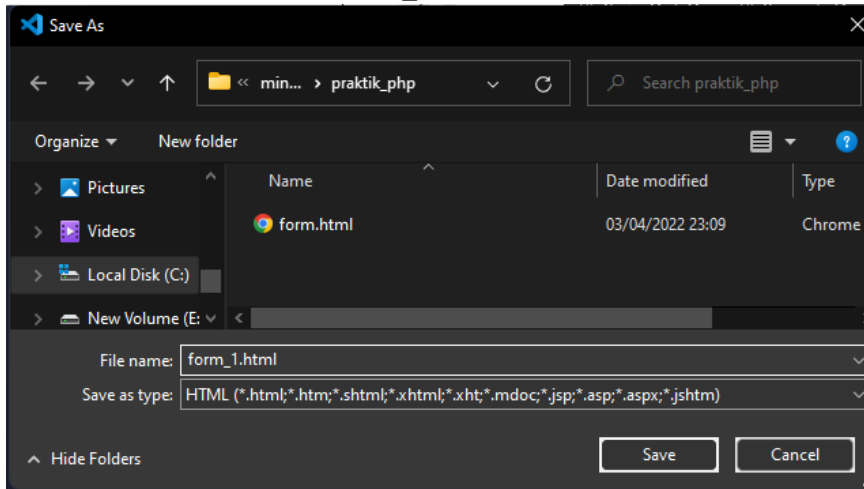 Save As
« min... › praktik_php
Search praktik_php
Organize New folder
Name Date modified Type
Pictures
Videos
Local Disk (C:)
New Volume (E:
form.html 03/04/2022 23:09 Chrome
File name: form_1.html
Save as type: HTML (*.html;*.htm;*.shtml;*.xhtml;*.xht;*.mdoc;*.jsp;*.asp;*.aspx;*.jshtm)
Hide Folders Save Cancel